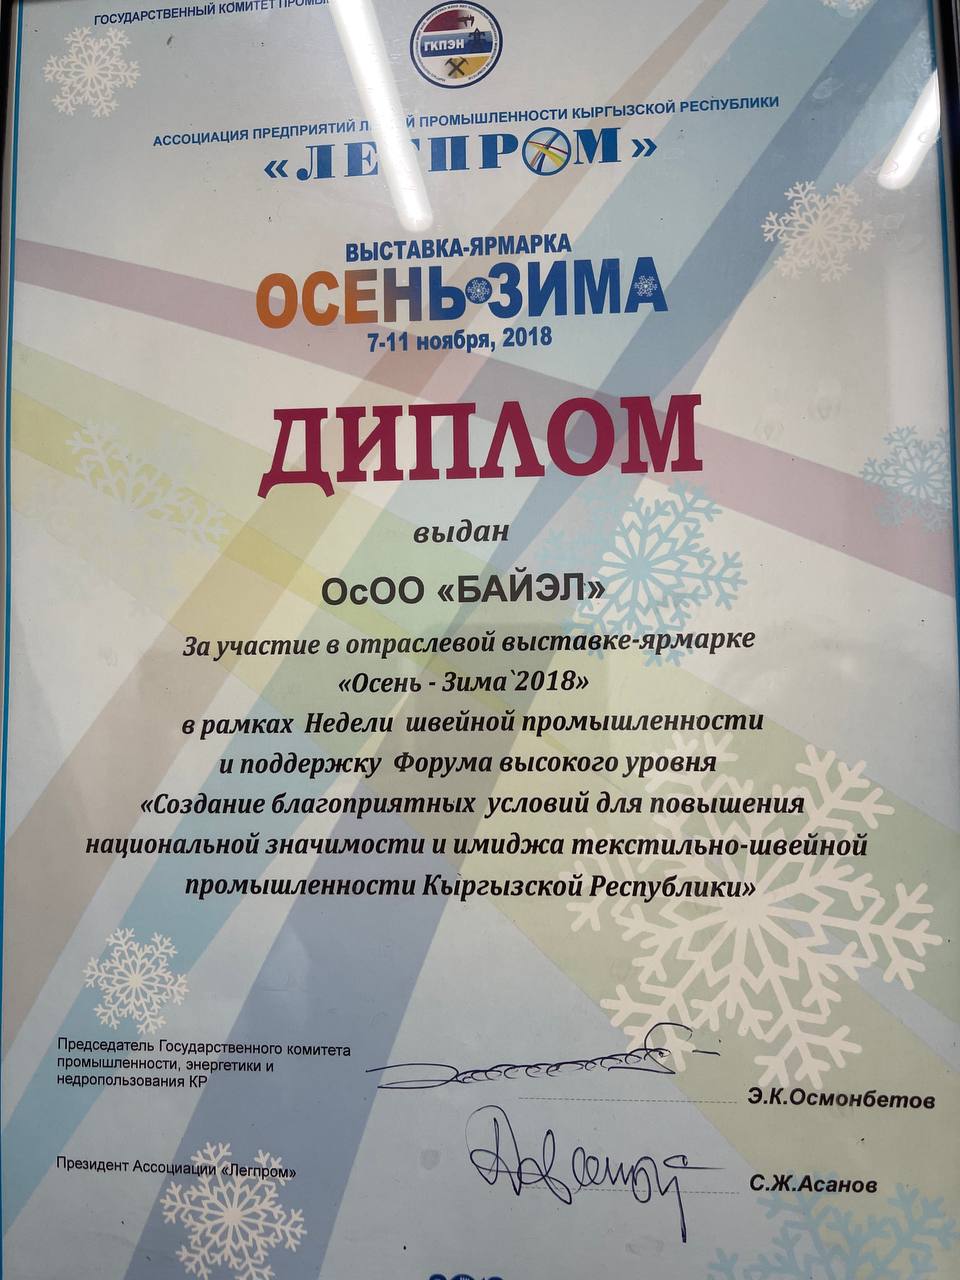 ГОСУДАРСТВЕННЫЙ КОМИТЕТ
ГКПЭН
АССОЦИАЦИЯ ПРЕДПРИЯТИЙ ЛЕГКОЙ ПРОМЫШЛЕННОСТИ КЫРГЫЗСКОЙ РЕСПУБЛИКИ
«ЛЕГПРОМ»
ВЫСТАВКА-ЯРМАРКА
ОСЕНЬ ЗИМА
7-11 ноября, 2018
ДИПЛОМ
выдан
ОсОО «БАЙЭЛ»
За участие в отраслевой выставке-ярмарке
«Осень - Зима`2018»
в рамках Недели швейной промышленности
и поддержку Форума высокого уровня
«Создание благоприятных условий для повышения
национальной значимости и имиджа текстильно-швейной
промышленности Кыргызской Республики»
Председатель Государственного комитета
промышленности, энергетики и
недропользования КР
Э.К.Осмонбетов
Президент Ассоциации «Легпром»
С.Ж.Асанов